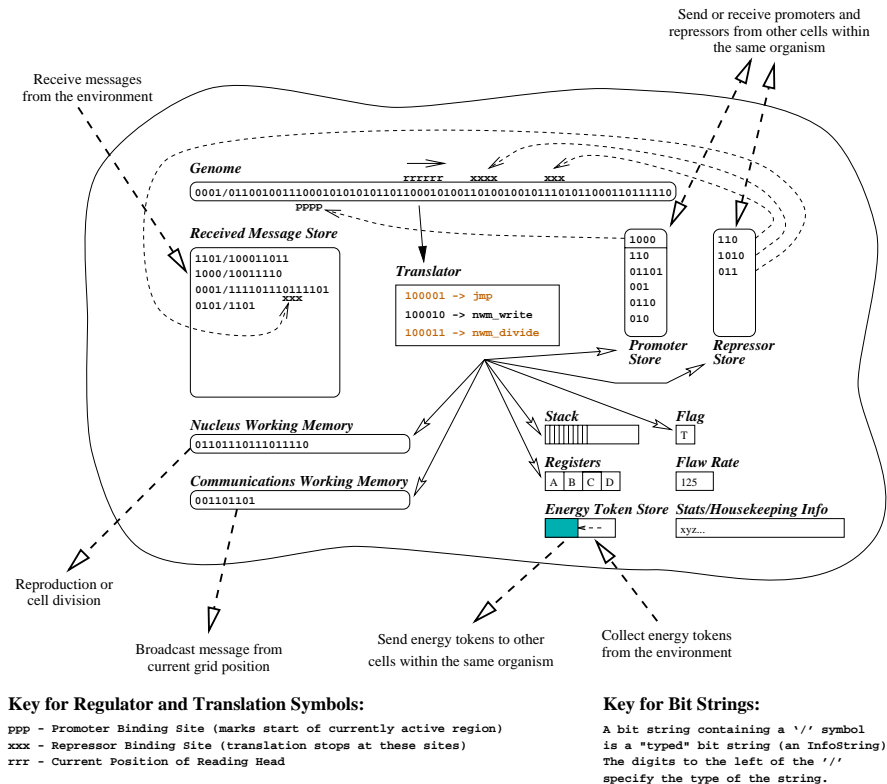 Send or receive promoters and
repressors from other cells within
the same organism
Receive messages
from the environment
Genome
rrrrrr xxxx xxx
0001/01100100111000101010101011011000101001101001001011101011000110111110
PPPP
Received Message Store
1101/100011011
1000/10011110
0001/111101110111101
xxx
0101/1101
Translator
100001 -> jmp
100010 -> nwm_write
100011 -> nwm_divide
1000
110
01101
001
0110
010
Promoter
Store
110
1010
011
Repressor
Store
Nucleus Working Memory
01101110111011110
Communications Working Memory
001101101
Stack
Flag
T
Registers
A B C D
Flaw Rate
125
Energy Token Store
Stats/Housekeeping Info
xyz...
Reproduction or
cell division
Broadcast message from
current grid position
Send energy tokens to other
cells within the same organism
Collect energy tokens
from the environment
Key for Regulator and Translation Symbols:
ppp - Promoter Binding Site (marks start of currently active region)
xxx - Repressor Binding Site (translation stops at these sites)
rrr - Current Position of Reading Head
Key for Bit Strings:
A bit string containing a '/' symbol
is a "typed" bit string (an InfoString)
The digits to the left of the '/'
specify the type of the string.